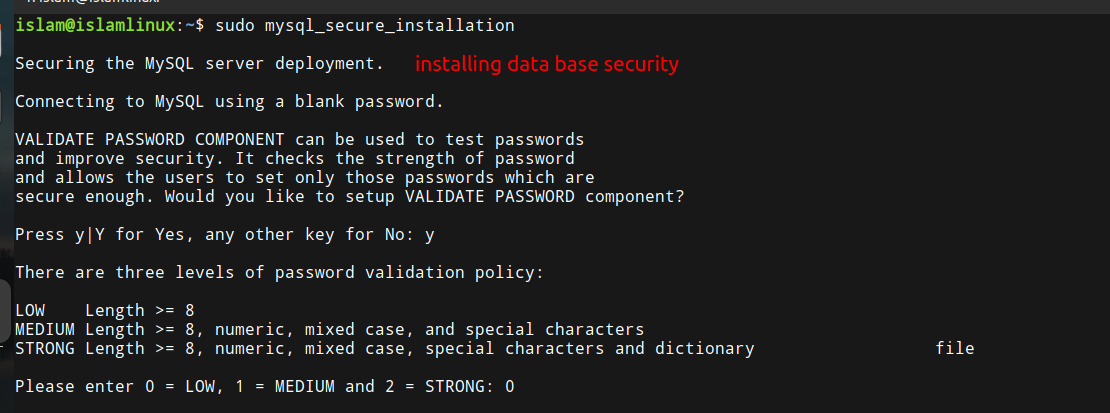 islam@islamlinux:~$ sudo mysql_secure_installation
Securing the MySQL server deployment. installing data base security
Connecting to MySQL using a blank password.
VALIDATE PASSWORD COMPONENT can be used to test passwords
and improve security. It checks the strength of password
and allows the users to set only those passwords which are
secure enough. Would you like to setup VALIDATE PASSWORD component?
Press y|Y for Yes, any other key for No: y
There are three levels of password validation policy:
LOW    Length >= 8
MEDIUM Length >= 8, numeric, mixed case, and special characters
STRONG Length >= 8, numeric, mixed case, special characters and dictionary                  file
Please enter 0 = LOW, 1 = MEDIUM and 2 = STRONG: 0